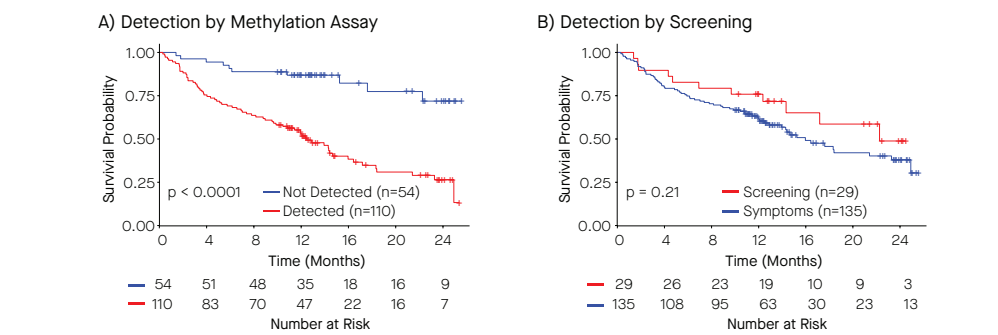 A) Detection by Methylation Assay
1.00
0.75
0.50
0.25
0.00
Survivial Probability
p < 0.0001
Not Detected (n=54)
Detected (n=110)
0 4 8 12 16 20 24
Time (Months)
54 51 48 35 18 16 9
110 83 70 47 22 16 7
Number at Risk
B) Detection by Screening
1.00
0.75
0.50
0.25
0.00
Survivial Probability
p = 0.21
Screening (n=29)
Symptoms (n=135)
0 4 8 12 16 20 24
Time (Months)
29 26 23 19 10 9 3
135 108 95 63 30 23 13
Number at Risk